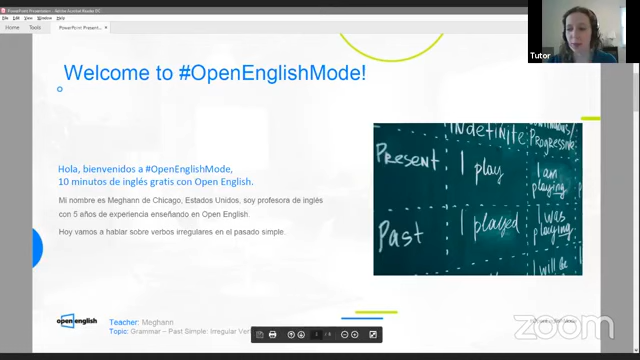 PowerPoint Presentation - Adobe Acrobat Reader DC
File Edit View Window Help
Home Tools PowerPoint Present... ×
Tutor
Welcome to #OpenEnglishMode!
Hola, bienvenidos a #OpenEnglishMode,
10 minutos de inglés gratis con Open English.
Mi nombre es Meghann de Chicago, Estados Unidos, soy profesora de inglés
con 5 años de experiencia enseñando en Open English.
Hoy vamos a hablar sobre verbos irregulares en el pasado simple.
Indefinite Continuous/
Progressive
Present I play I am
playing
Past I played I was
playing
I will be
openenglish
Teacher: Meghann
Topic: Grammar – Past Simple: Irregular Ver
zoom